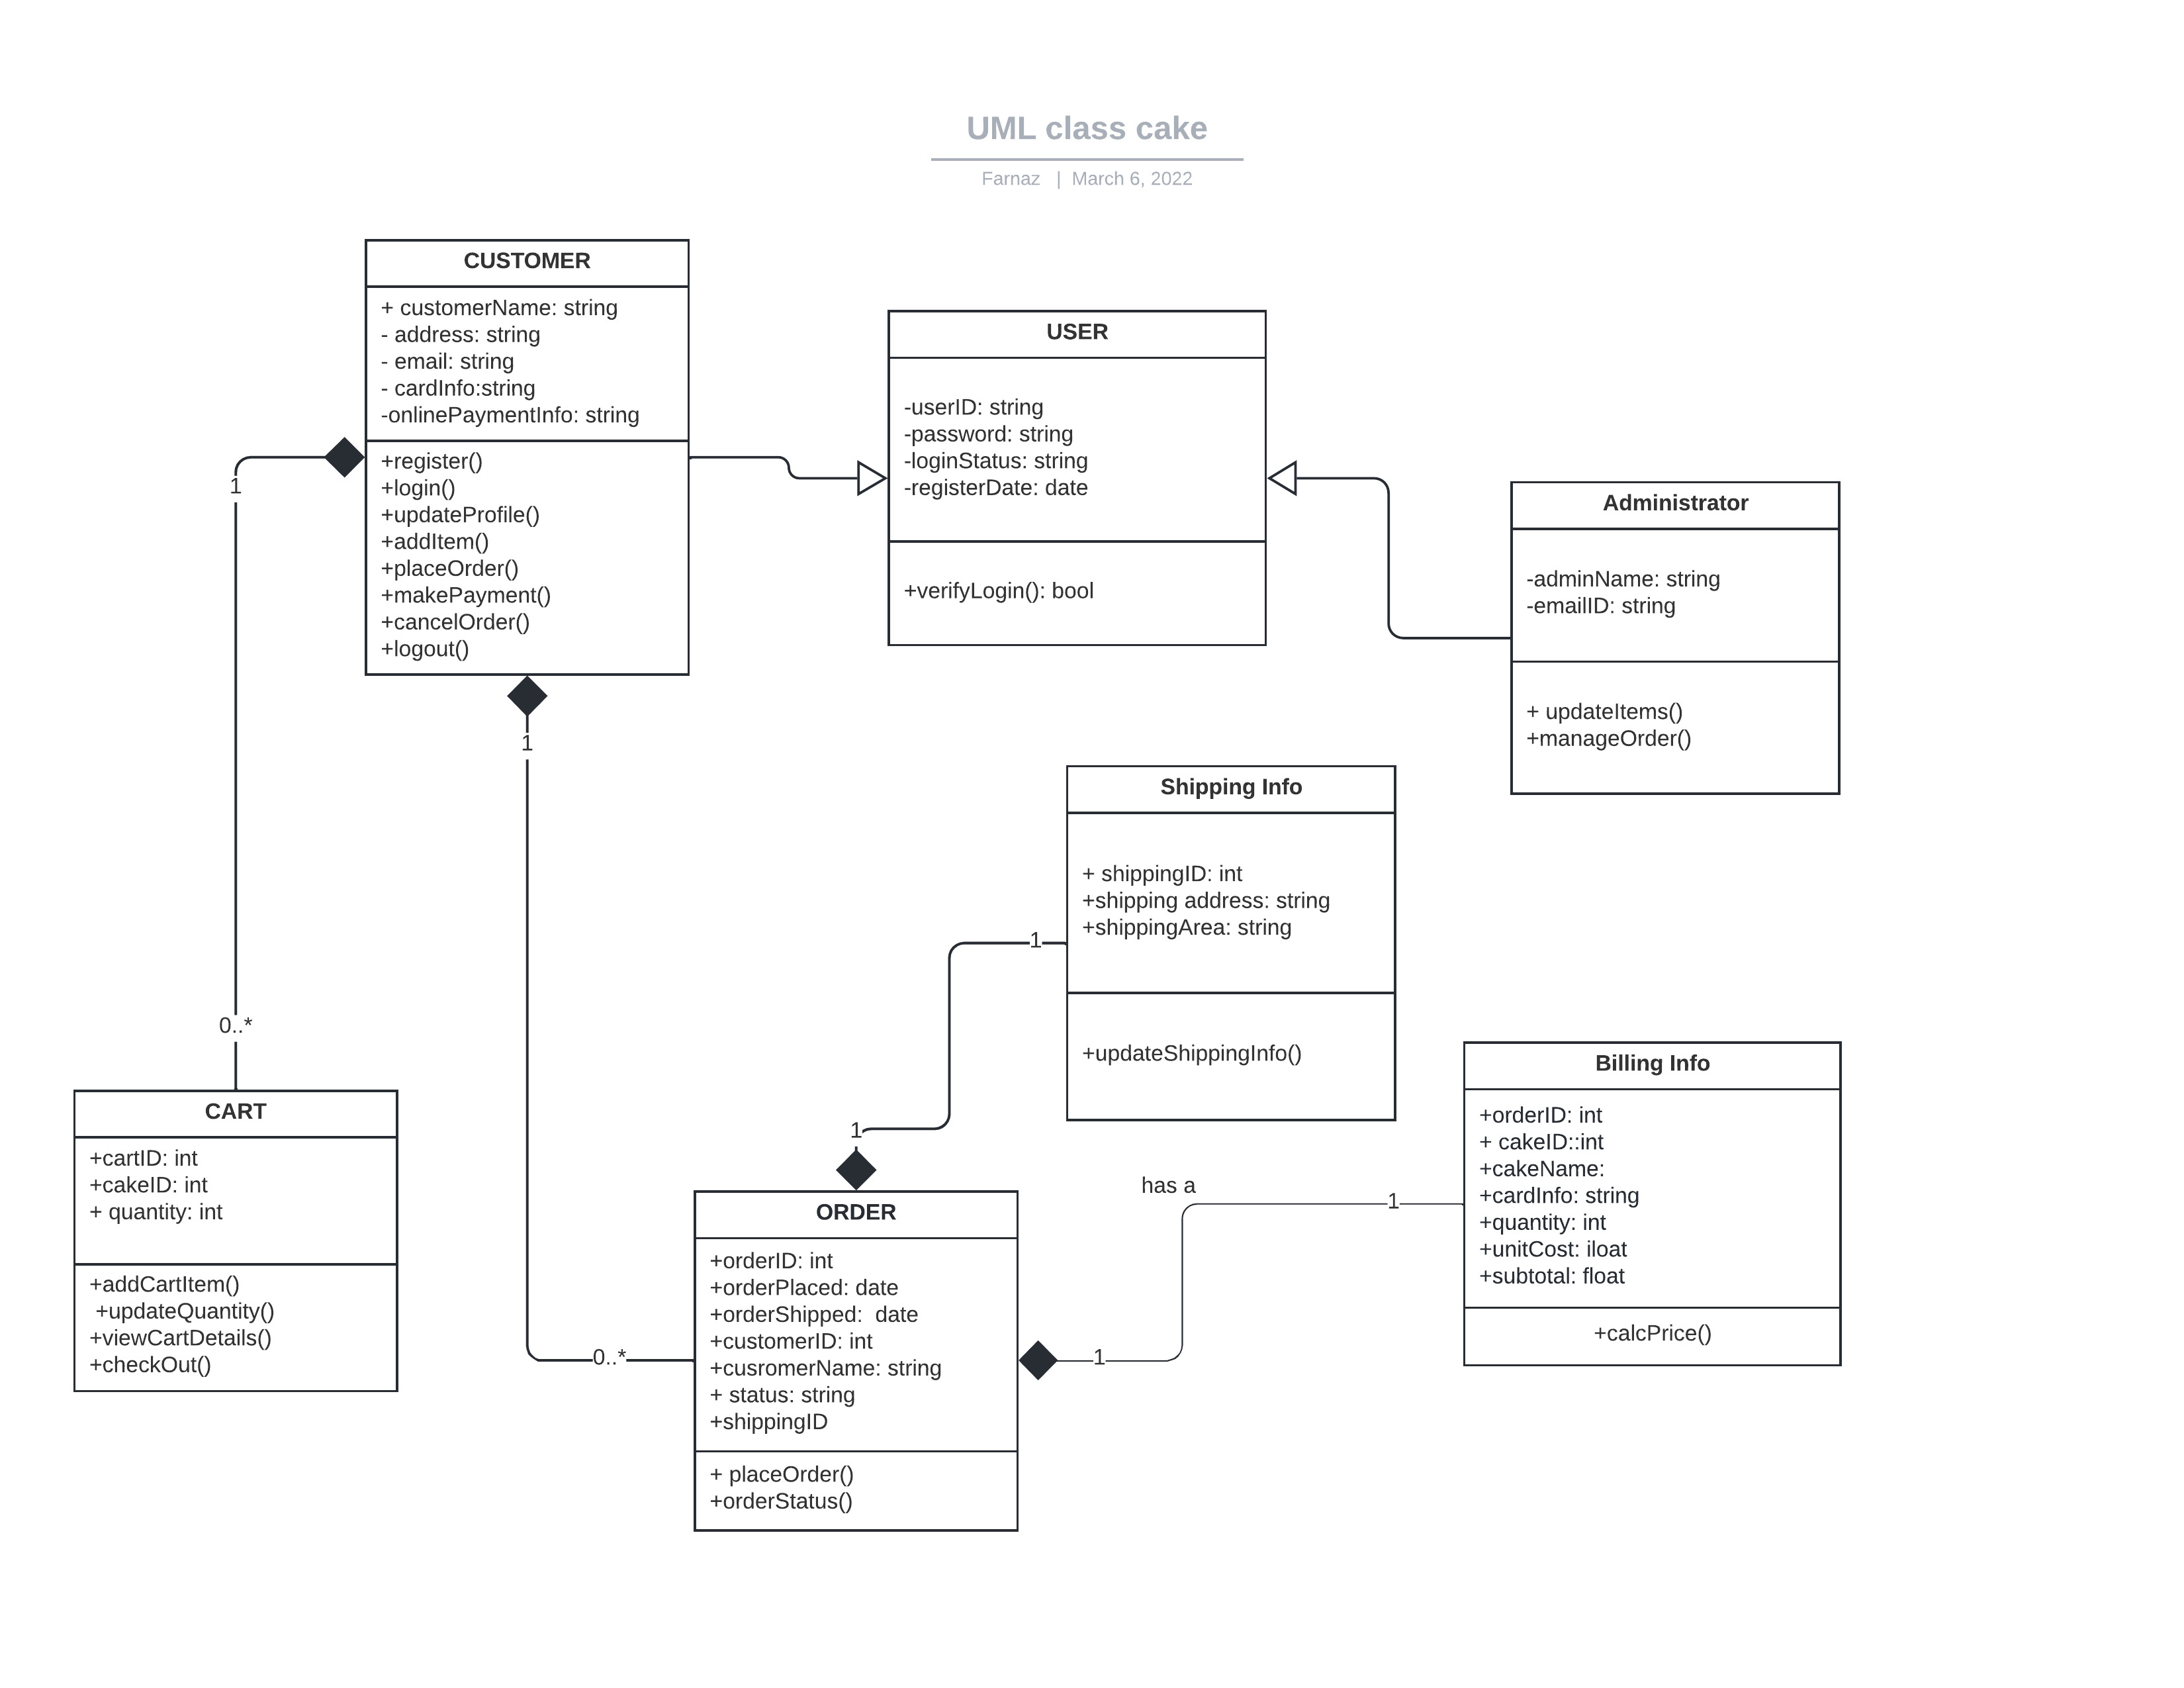 UML class cake
Farnaz | March 6, 2022
CUSTOMER
+ customerName: string
- address: string
- email: string
- cardInfo:string
-onlinePaymentInfo: string
+register()
+login()
+updateProfile()
+addItem()
+placeOrder()
+makePayment()
+cancelOrder()
+logout()
USER
-userID: string
-password: string
-loginStatus: string
-registerDate: date
+verifyLogin(): bool
Administrator
-adminName: string
-emailID: string
+ updateItems()
+manageOrder()
1
1
Shipping Info
+ shippingID: int
+shipping address: string
+shippingArea: string
+updateShippingInfo()
1
0..*
CART
+cartID: int
+cakeID: int
+ quantity: int
+addCartItem()
+updateQuantity()
+viewCartDetails()
+checkOut()
1
ORDER
+orderID: int
+orderPlaced: date
+orderShipped:  date
+customerID: int
+cusromerName: string
+ status: string
+shippingID
+ placeOrder()
+orderStatus()
0..*
has a
1
1
Billing Info
+orderID: int
+ cakeID::int
+cakeName:
+cardInfo: string
+quantity: int
+unitCost: iloat
+subtotal: float
+calcPrice()